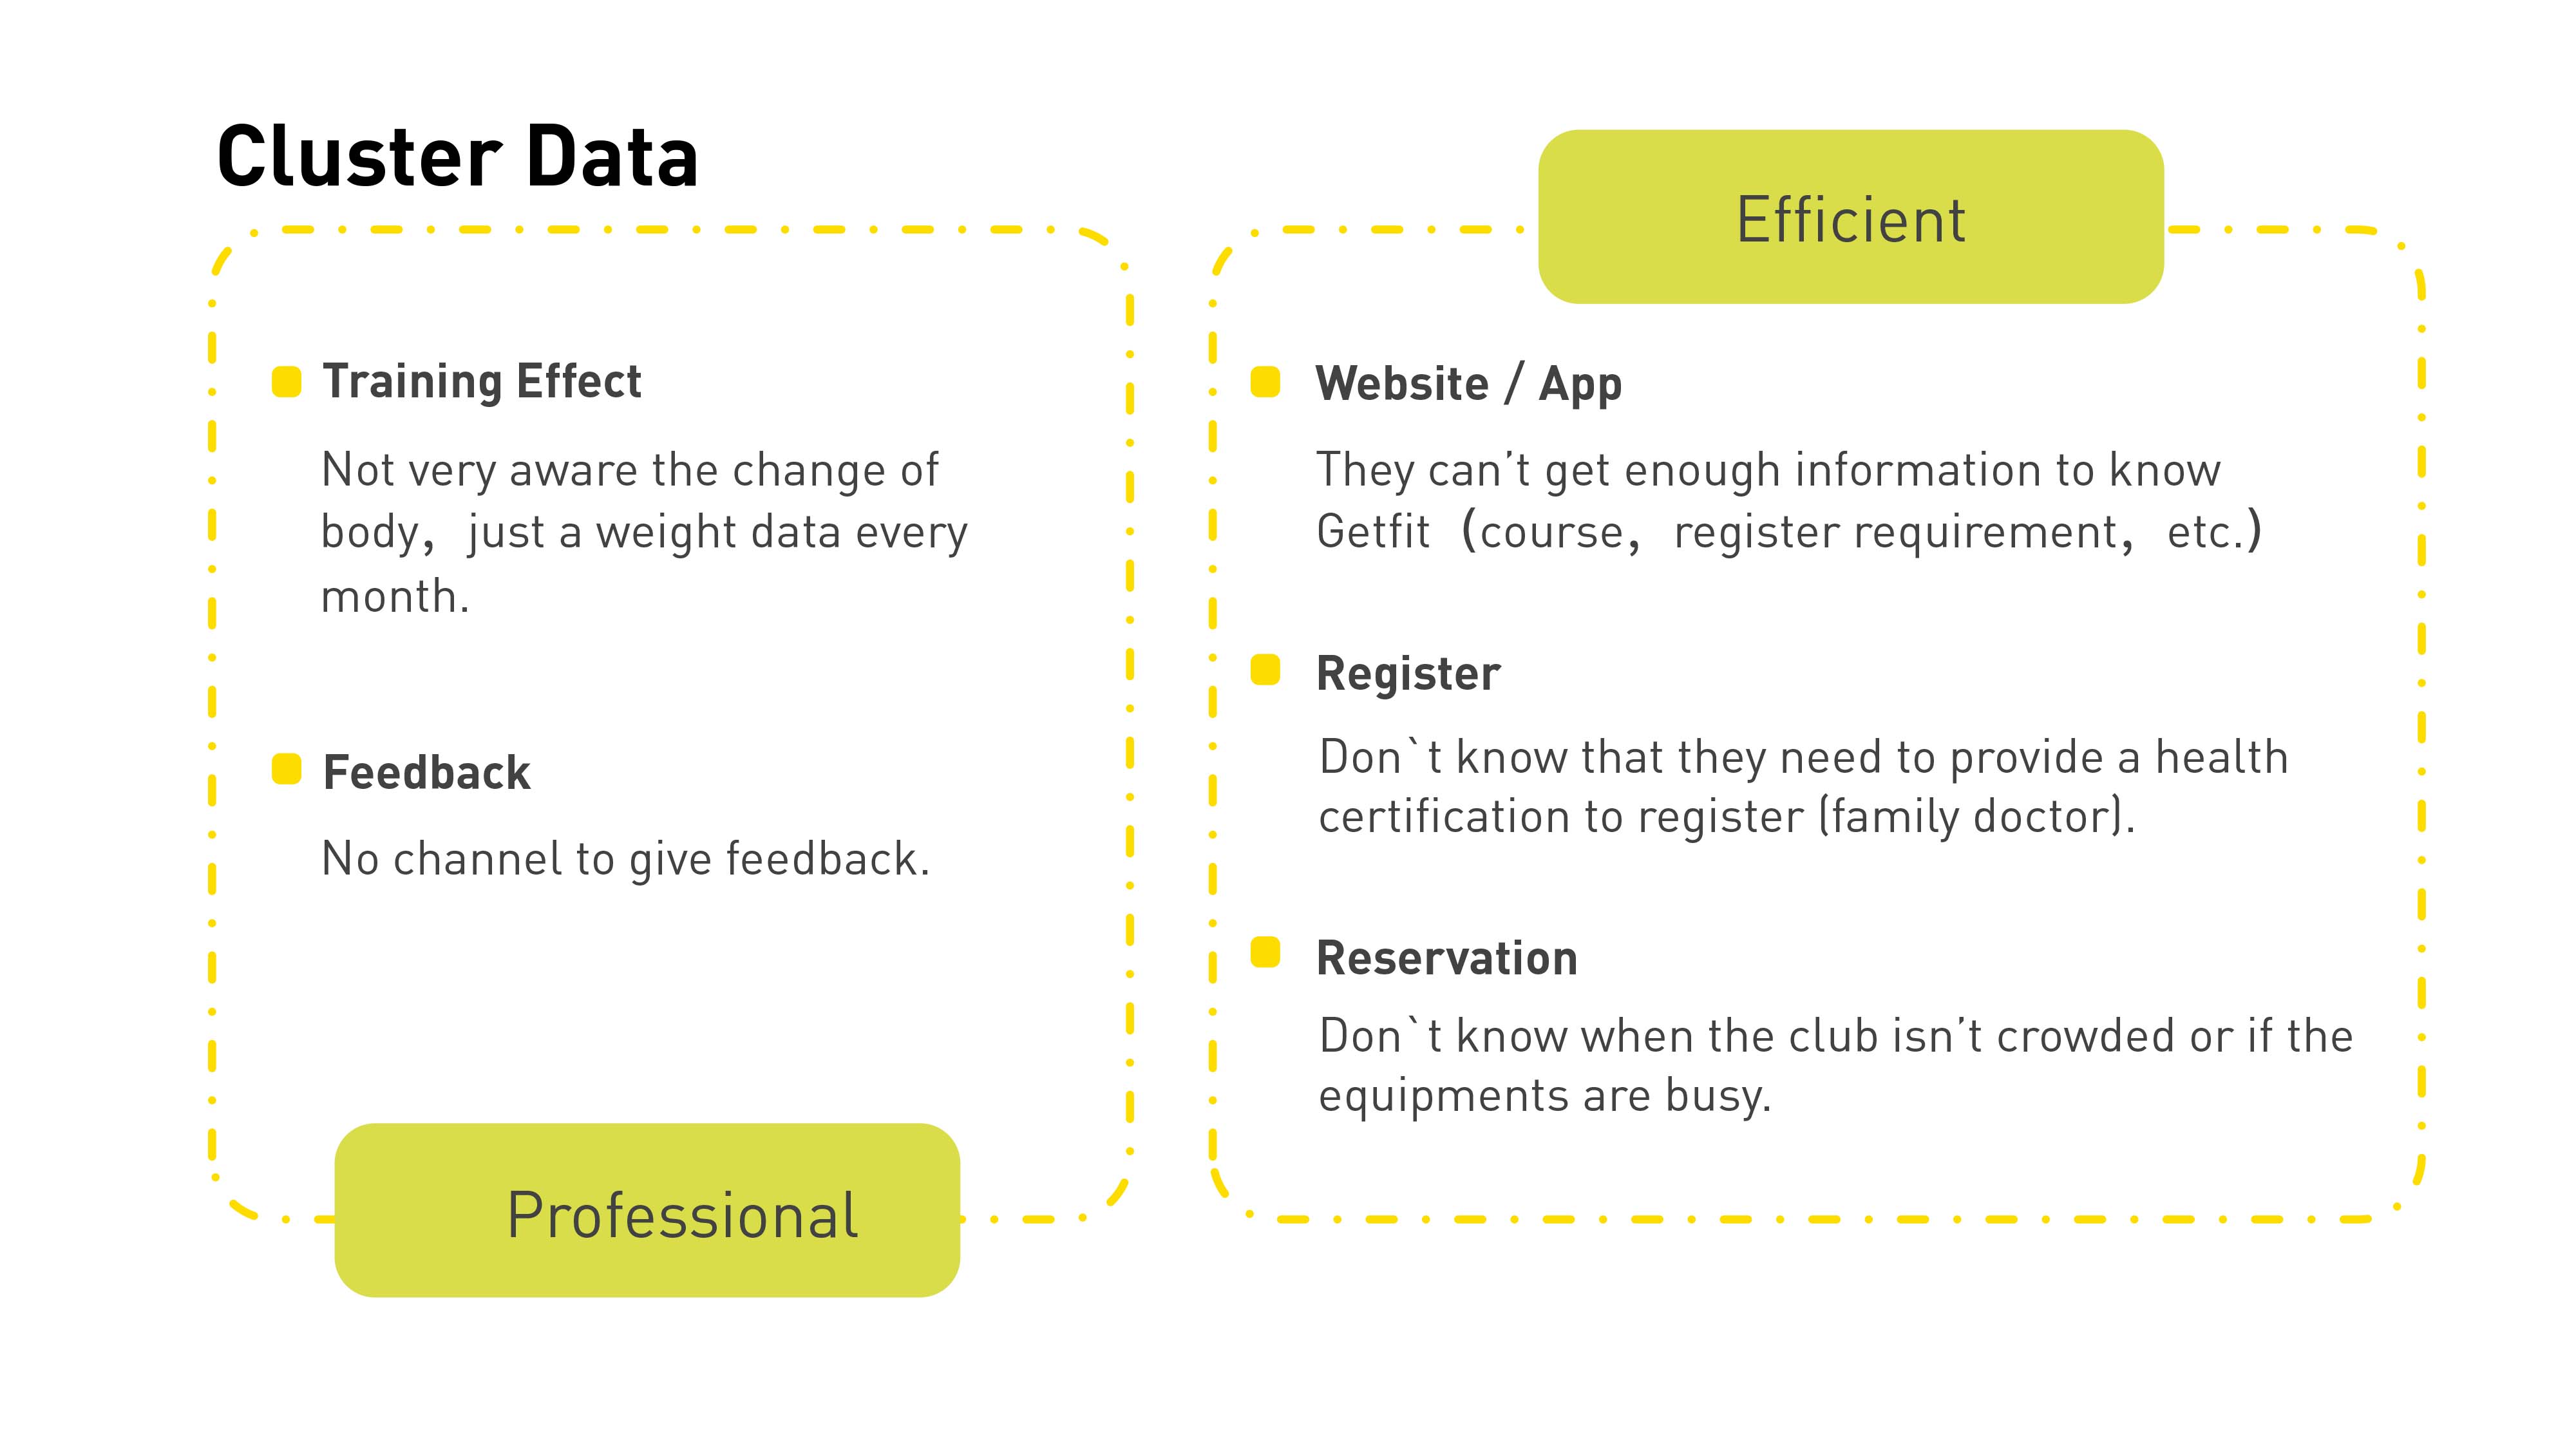 Cluster Data
Training Effect
Not very aware the change of
body，just a weight data every
month.
Feedback
No channel to give feedback.
Professional
Efficient
Website / App
They can’t get enough information to know
Getfit（course，register requirement，etc.）
Register
Don`t know that they need to provide a health
certification to register (family doctor).
Reservation
Don`t know when the club isn’t crowded or if the
equipments are busy.